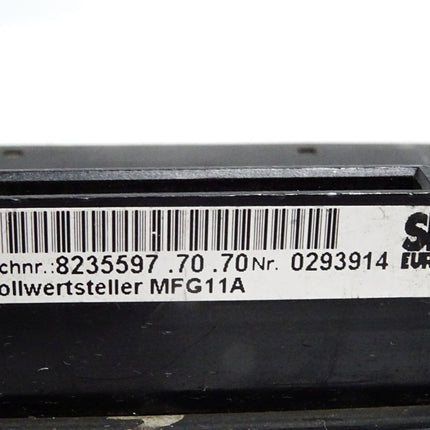 chnr.:8235597 .70 .70 Nr. 0293914
ollwertsteller MFG11A